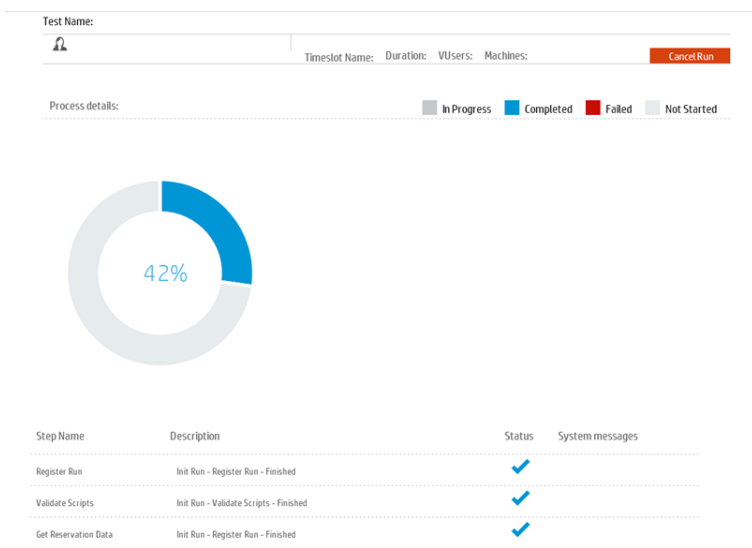 Test Name:
Timeslot Name: Duration: VUsers: Machines: Cancel Run
Process details: In Progress Completed Failed Not Started
42%
Step Name Description Status System messages
Register Run Init Run - Register Run - Finished
Validate Scripts Init Run - Validate Scripts - Finished
Get Reservation Data Init Run - Register Run - Finished